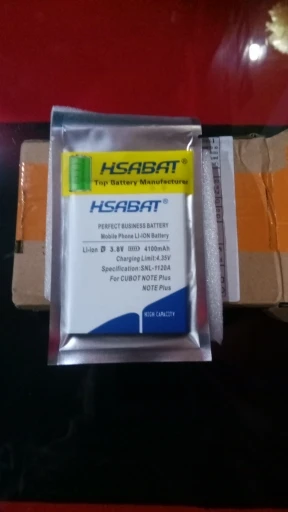 HSABAT®
Top Battery Manufacturer
HSABAT®
PERFECT BUSINESS BATTERY
Mobile Phone LI-ION Battery
Li-ion 3.8V 4100mAh
Charging Limit:4.35V
Specification:SNL-1120A
For CUBOT NOTE Plus
NOTE Plus
HIGH CAPACITY